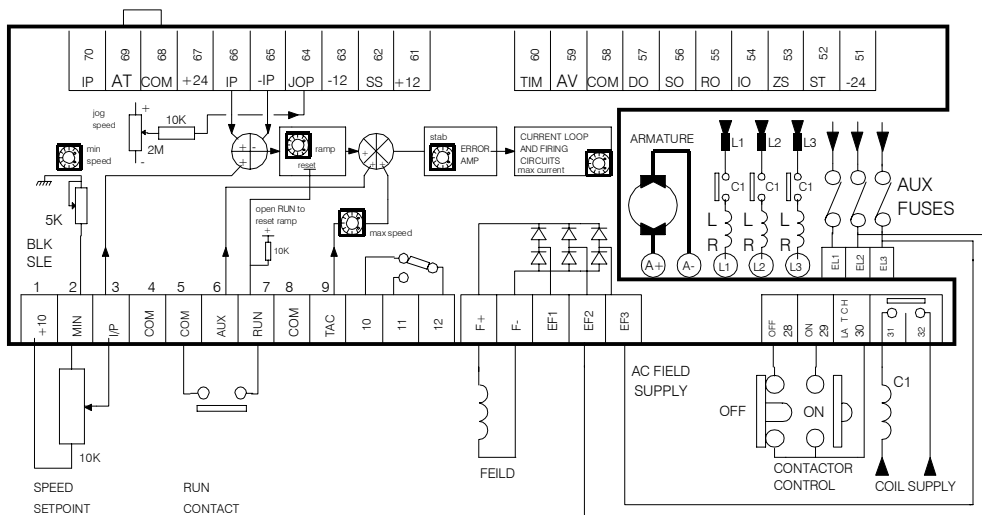 70 69 68 67 66 65 64 63 62 61
IP AT COM +24 IP -IP JOP -12 SS +12
60 59 58 57 56 55 54 53 52 51
TIM AV COM DO SO RO IO ZS ST -24
jog speed
+
10K
2M
-
min speed
5K
BLK
SLE
+ -
+
ramp
reset
open RUN to
reset ramp
+
10K
+ +
+ +
max speed
stab
ERROR
AMP
CURRENT LOOP
AND FIRING
CIRCUITS
max current
ARMATURE
L1 L2 L3
C1 C1 C1
L L L
R R R
A+ A- L1 L2 L3
AUX
FUSES
EL1 EL2 EL3
1 2 3 4 5 6 7 8 9
+10 MIN I/P COM COM AUX RUN COM TAC 10 11 12
F+ F- EF1 EF2 EF3
OFF 28 ON 29 LATCH 30 31 32
AC FIELD
SUPPLY
OFF ON
C1
10K
FEILD
CONTACTOR
CONTROL
COIL SUPPLY
SPEED
SETPOINT
RUN
CONTACT